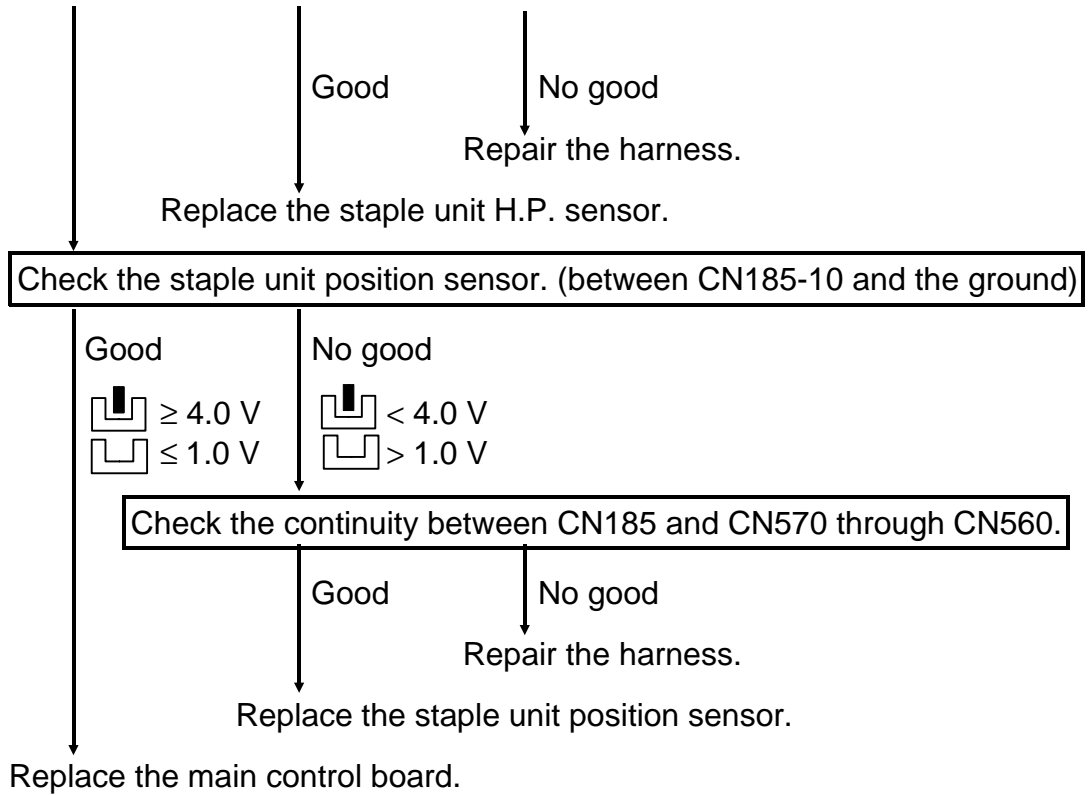 Good No good
Repair the harness.
Replace the staple unit H.P. sensor.
Check the staple unit position sensor. (between CN185-10 and the ground)
Good No good
≥ 4.0 V < 4.0 V
≤ 1.0 V > 1.0 V
Check the continuity between CN185 and CN570 through CN560.
Good No good
Repair the harness.
Replace the staple unit position sensor.
Replace the main control board.